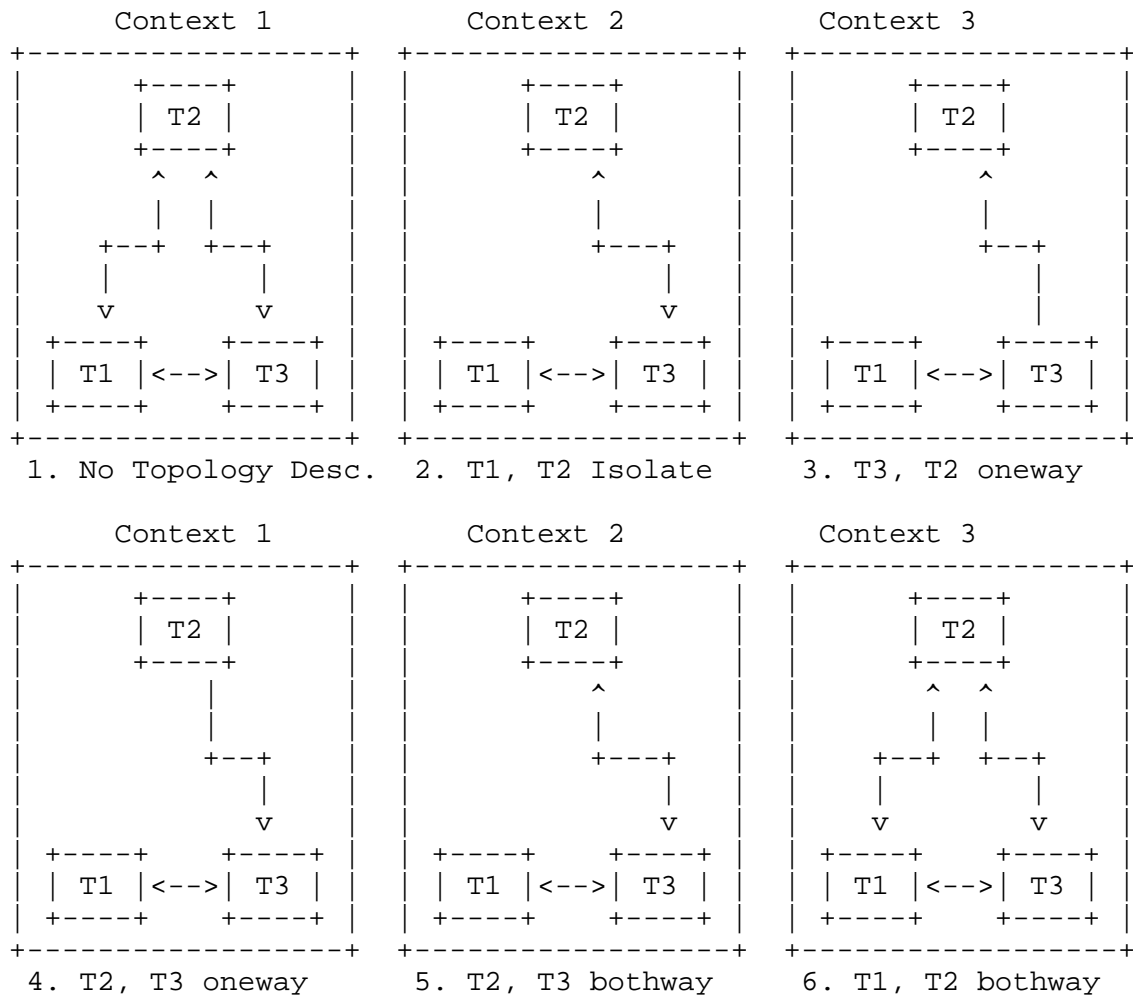 Context 1 Context 2 Context 3
T2 T2 T2
T1 <--> T3 T1 <--> T3 T1 <--> T3
1. No Topology Desc. 2. T1, T2 Isolate 3. T3, T2 oneway
Context 1 Context 2 Context 3
T2 T2 T2
T1 <--> T3 T1 <--> T3 T1 <--> T3
4. T2, T3 oneway 5. T2, T3 bothway 6. T1, T2 bothway